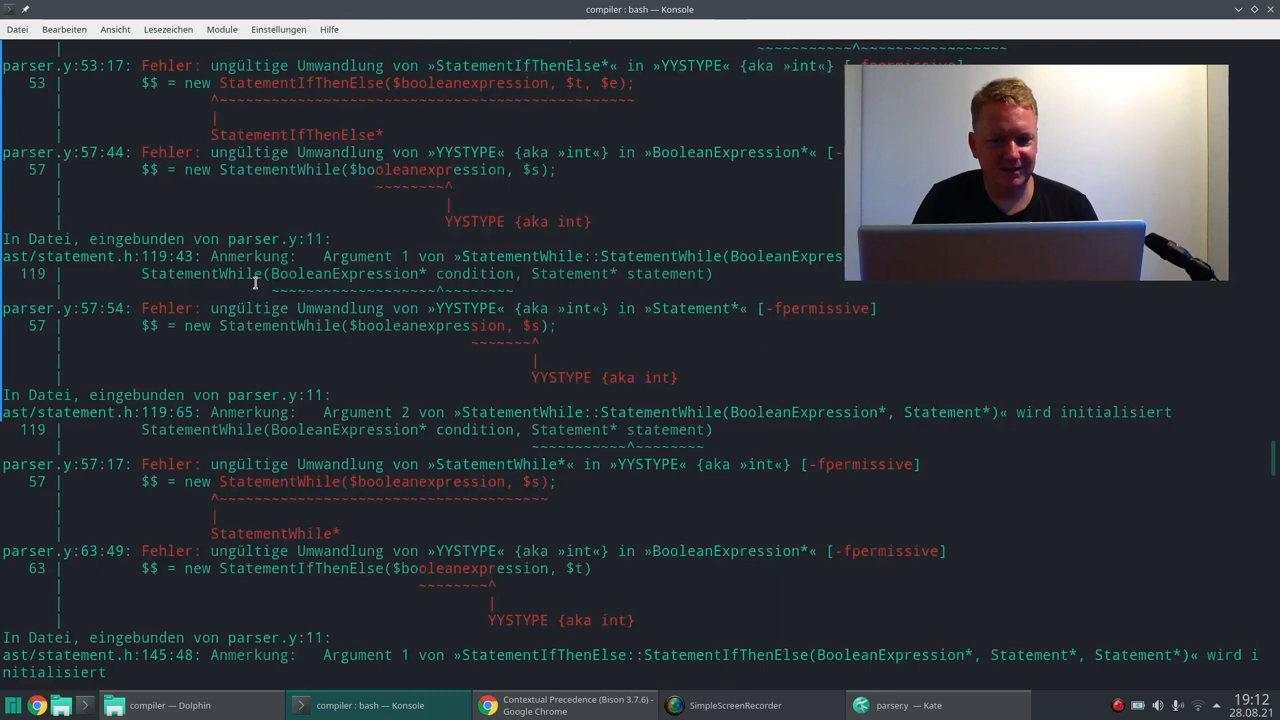 compiler : bash — Konsole
Datei Bearbeiten Ansicht Lesezeichen Module Einstellungen Hilfe
parser.y:53:17: Fehler: ungültige Umwandlung von »StatementIfThenElse*« in »YYSTYPE« {aka »int«} [-fpermissive]
53 | $$ = new StatementIfThenElse($booleanexpression, $t, $e);
| ^~~~~~~~~~~~~~~~~~~~~~~~~~~~~~~~~~~~~~~~~~~~~~~~~
| |
| StatementIfThenElse*
parser.y:57:44: Fehler: ungültige Umwandlung von »YYSTYPE« {aka »int«} in »BooleanExpression*« [-
57 | $$ = new StatementWhile($booleanexpression, $s);
| ~~~~~~~~^
| |
| YYSTYPE {aka int}
In Datei, eingebunden von parser.y:11:
ast/statement.h:119:43: Anmerkung: Argument 1 von »StatementWhile::StatementWhile(BooleanExpres
119 | StatementWhile(BooleanExpression* condition, Statement* statement)
| ~~~~~~~~~~~~~~~~~~~^~~~~~~~~
parser.y:57:54: Fehler: ungültige Umwandlung von »YYSTYPE« {aka »int«} in »Statement*« [-fpermissive]
57 | $$ = new StatementWhile($booleanexpression, $s);
| ~~~~~~~^
| |
| YYSTYPE {aka int}
In Datei, eingebunden von parser.y:11:
ast/statement.h:119:65: Anmerkung: Argument 2 von »StatementWhile::StatementWhile(BooleanExpression*, Statement*)« wird initialisiert
119 | StatementWhile(BooleanExpression* condition, Statement* statement)
| ~~~~~~~~~~~^~~~~~~~~
parser.y:57:17: Fehler: ungültige Umwandlung von »StatementWhile*« in »YYSTYPE« {aka »int«} [-fpermissive]
57 | $$ = new StatementWhile($booleanexpression, $s);
| ^~~~~~~~~~~~~~~~~~~~~~~~~~~~~~~~~~~~~~~
| |
| StatementWhile*
parser.y:63:49: Fehler: ungültige Umwandlung von »YYSTYPE« {aka »int«} in »BooleanExpression*« [-fpermissive]
63 | $$ = new StatementIfThenElse($booleanexpression, $t)
| ~~~~~~~~^
| |
| YYSTYPE {aka int}
In Datei, eingebunden von parser.y:11:
ast/statement.h:145:48: Anmerkung: Argument 1 von »StatementIfThenElse::StatementIfThenElse(BooleanExpression*, Statement*, Statement*)« wird i
nitialisiert
compiler — Dolphin
compiler : bash — Konsole
Contextual Precedence (Bison 3.7.6) -
Google Chrome
SimpleScreenRecorder
parser.y — Kate
19:12
28.08.21